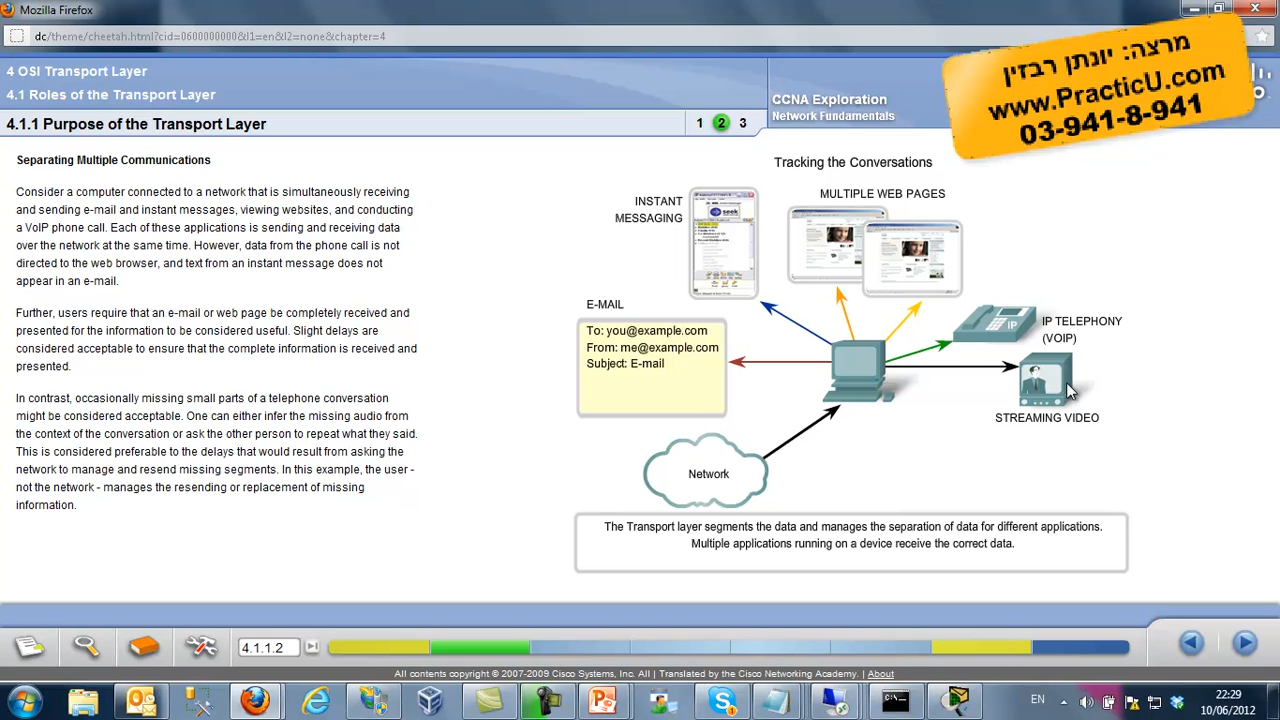 Mozilla Firefox
dc/theme/cheetah.html?cid=0600000000&l1=en&l2=none&chapter=4
מרצה: יונתן רבזין
www.PracticU.com
03-941-8-941
4 OSI Transport Layer
4.1 Roles of the Transport Layer
CCNA Exploration
Network Fundamentals
4.1.1 Purpose of the Transport Layer
1 2 3
Separating Multiple Communications
Consider a computer connected to a network that is simultaneously receiving
and sending e-mail and instant messages, viewing websites, and conducting
a VoIP phone call. Each of these applications is sending and receiving data
over the network at the same time. However, data from the phone call is not
directed to the web browser, and text from an instant message does not
appear in an e-mail.
Further, users require that an e-mail or web page be completely received and
presented for the information to be considered useful. Slight delays are
considered acceptable to ensure that the complete information is received and
presented.
In contrast, occasionally missing small parts of a telephone conversation
might be considered acceptable. One can either infer the missing audio from
the context of the conversation or ask the other person to repeat what they said.
This is considered preferable to the delays that would result from asking the
network to manage and resend missing segments. In this example, the user -
not the network - manages the resending or replacement of missing
information.
Tracking the Conversations
INSTANT
MESSAGING
seek
MULTIPLE WEB PAGES
E-MAIL
To: you@example.com
From: me@example.com
Subject: E-mail
IP
IP TELEPHONY
(VOIP)
STREAMING VIDEO
Network
The Transport layer segments the data and manages the separation of data for different applications.
Multiple applications running on a device receive the correct data.
4.1.1.2
All contents copyright © 2007-2009 Cisco Systems, Inc. All | Translated by the Cisco Networking Academy. | About
EN
22:29
10/06/2012